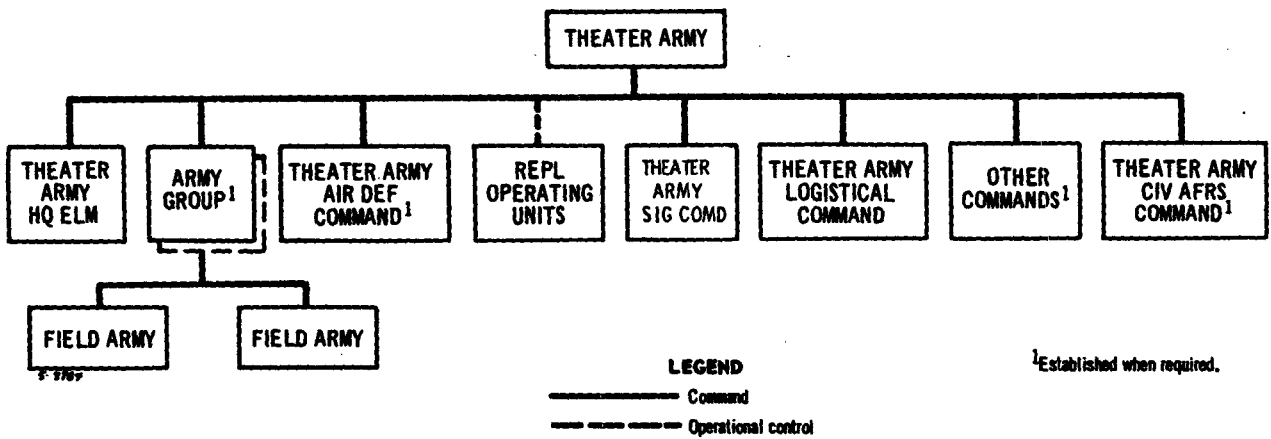 THEATER ARMY
THEATER
ARMY
HQ ELM
ARMY
GROUP¹
THEATER ARMY
AIR DEF
COMMAND¹
REPL
OPERATING
UNITS
THEATER
ARMY
SIG COMD
THEATER ARMY
LOGISTICAL
COMMAND
OTHER
COMMANDS¹
THEATER ARMY
CIV AFRS
COMMAND¹
FIELD ARMY
FIELD ARMY
LEGEND
Command
Operational control
¹Established when required.